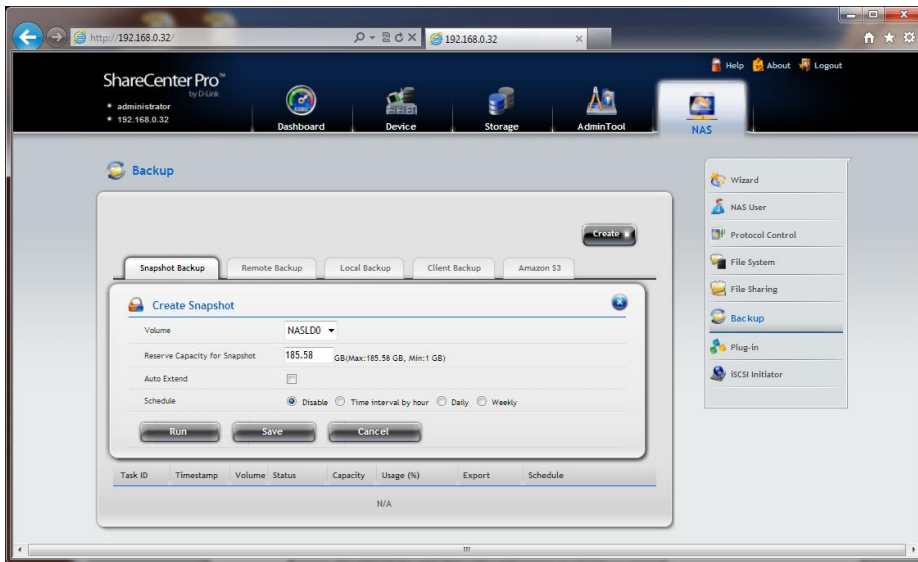 http://192.168.0.32/
192.168.0.32
ShareCenter Pro™
by D-Link
administrator
192.168.0.32
Help About Logout
Dashboard Device Storage AdminTool NAS
Backup
Create
Snapshot Backup Remote Backup Local Backup Client Backup Amazon S3
Create Snapshot
Volume NASLD0
Reserve Capacity for Snapshot 185.58 GB(Max:185.58 GB, Min:1 GB)
Auto Extend
Schedule Disable Time interval by hour Daily Weekly
Run Save Cancel
Task ID Timestamp Volume Status Capacity Usage (%) Export Schedule
N/A
Wizard
NAS User
Protocol Control
File System
File Sharing
Backup
Plug-in
iSCSI Initiator